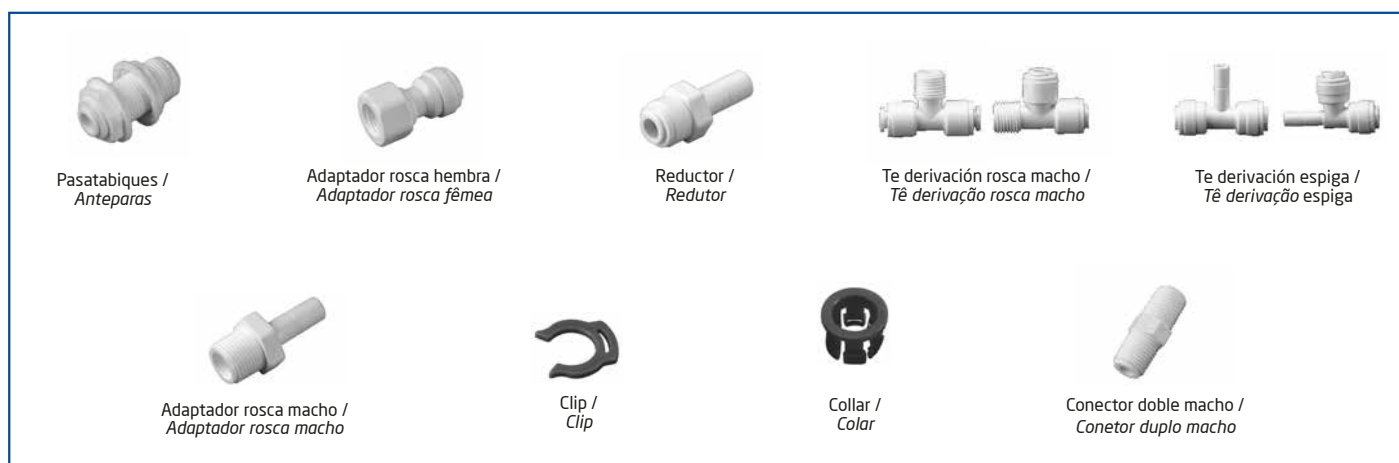 Pasatabiques /
Anteparas
Adaptador rosca hembra /
Adaptador rosca fêmea
Reductor /
Redutor
Te derivación rosca macho /
Tê derivação rosca macho
Te derivación espiga /
Tê derivação espiga
Adaptador rosca macho /
Adaptador rosca macho
Clip /
Clip
Collar /
Colar
Conector doble macho /
Conetor duplo macho